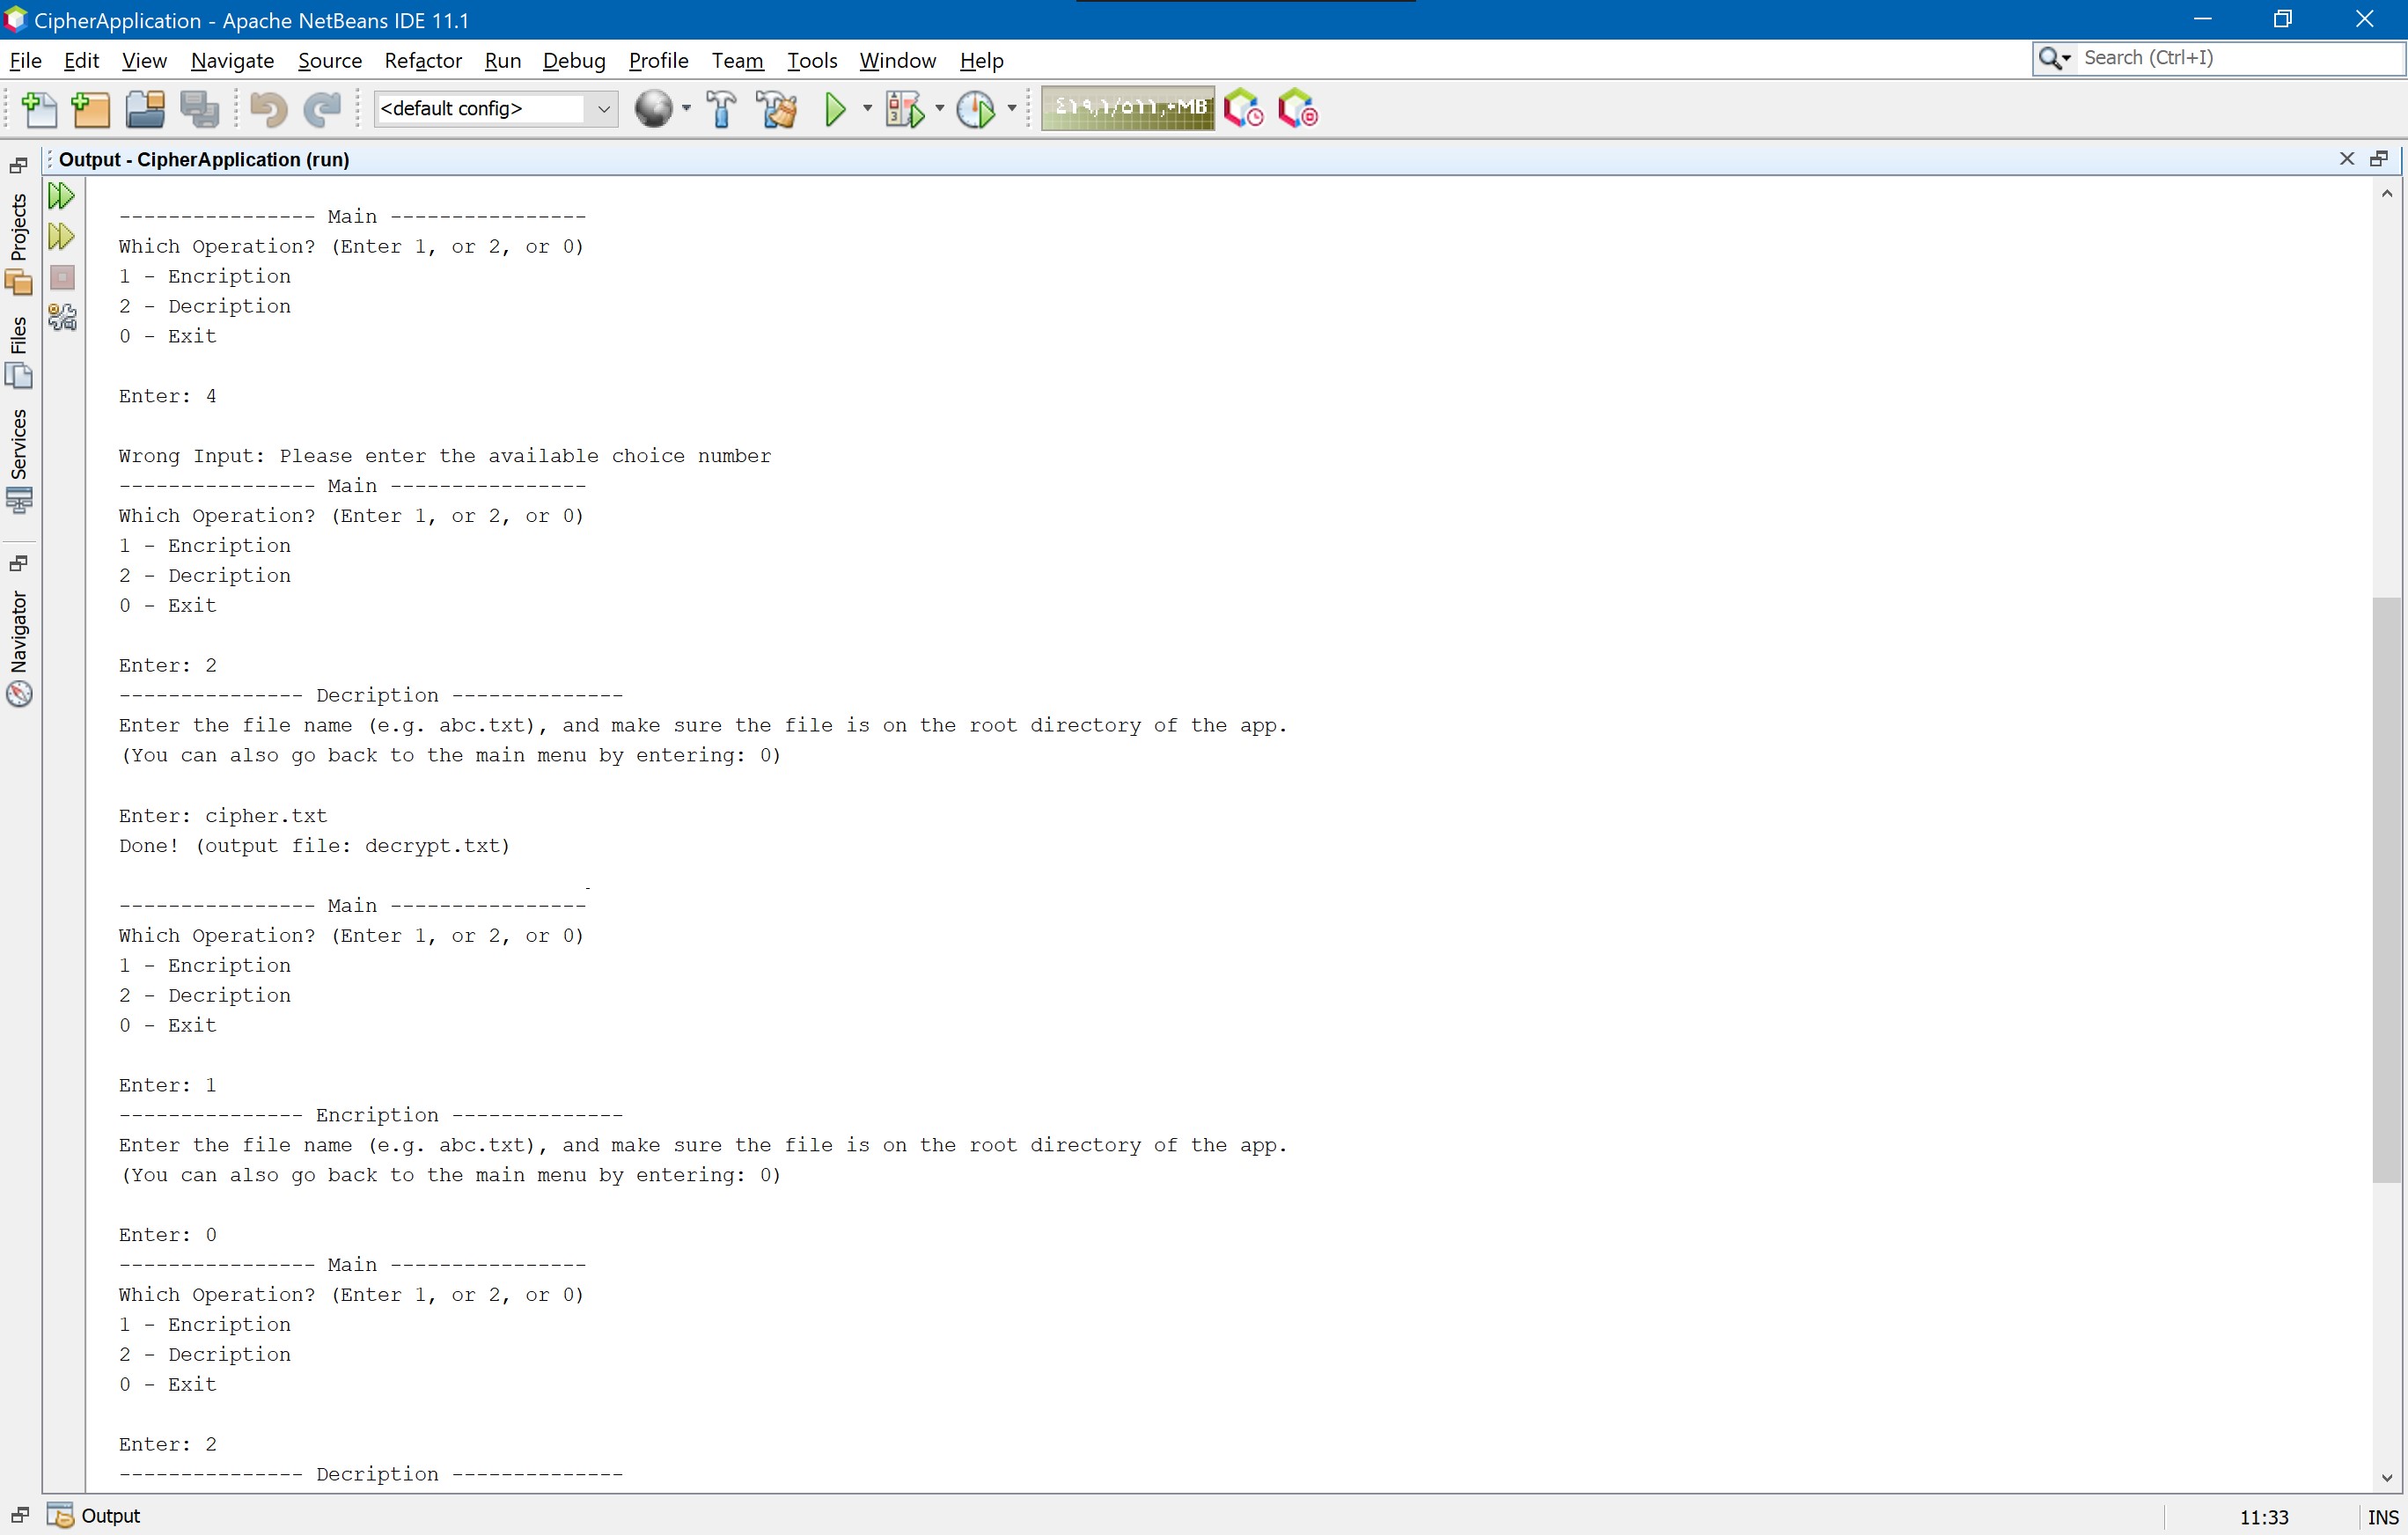 CipherApplication - Apache NetBeans IDE 11.1
File Edit View Navigate Source Refactor Run Debug Profile Team Tools Window Help
Search (Ctrl+I)
<default config>
٤١٩,١/٥١١,٠MB
Output - CipherApplication (run)
Projects
Files
Services
Navigator
---------------- Main ----------------
Which Operation? (Enter 1, or 2, or 0)
1 - Encription
2 - Decription
0 - Exit
Enter: 4
Wrong Input: Please enter the available choice number
---------------- Main ----------------
Which Operation? (Enter 1, or 2, or 0)
1 - Encription
2 - Decription
0 - Exit
Enter: 2
--------------- Decription --------------
Enter the file name (e.g. abc.txt), and make sure the file is on the root directory of the app.
(You can also go back to the main menu by entering: 0)
Enter: cipher.txt
Done! (output file: decrypt.txt)
---------------- Main ----------------
Which Operation? (Enter 1, or 2, or 0)
1 - Encription
2 - Decription
0 - Exit
Enter: 1
--------------- Encription --------------
Enter the file name (e.g. abc.txt), and make sure the file is on the root directory of the app.
(You can also go back to the main menu by entering: 0)
Enter: 0
---------------- Main ----------------
Which Operation? (Enter 1, or 2, or 0)
1 - Encription
2 - Decription
0 - Exit
Enter: 2
--------------- Decription --------------
Output
11:33
INS